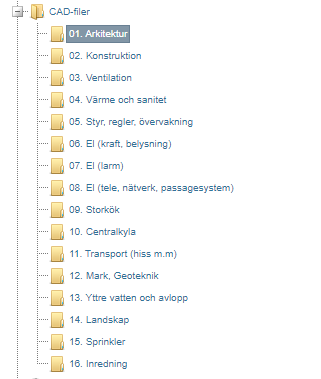 CAD-filer
01. Arkitektur
02. Konstruktion
03. Ventilation
04. Värme och sanitet
05. Styr, regler, övervakning
06. El (kraft, belysning)
07. El (larm)
08. El (tele, nätverk, passagesystem)
09. Storkök
10. Centralkyla
11. Transport (hiss m.m)
12. Mark, Geoteknik
13. Yttre vatten och avlopp
14. Landskap
15. Sprinkler
16. Inredning